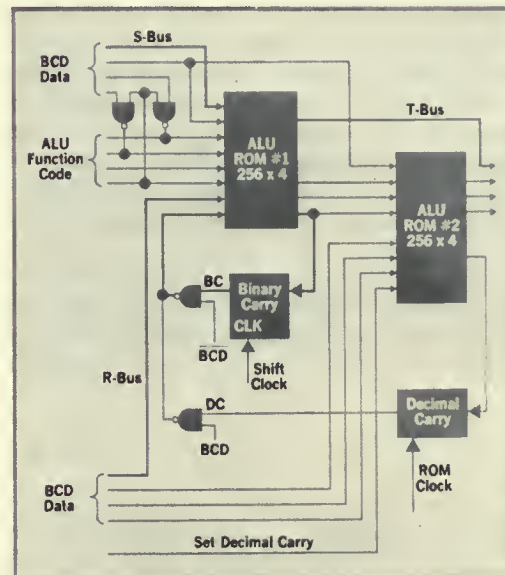 S-Bus
BCD
Data
T-Bus
ALU
Function
Code
ALU
ROM #1
256 x 4
ALU
ROM #2
256 x 4
BC
Binary
Carry
CLK
BCD
Shift
Clock
R-Bus
DC
Decimal
Carry
BCD
ROM
Clock
BCD
Data
Set Decimal Carry